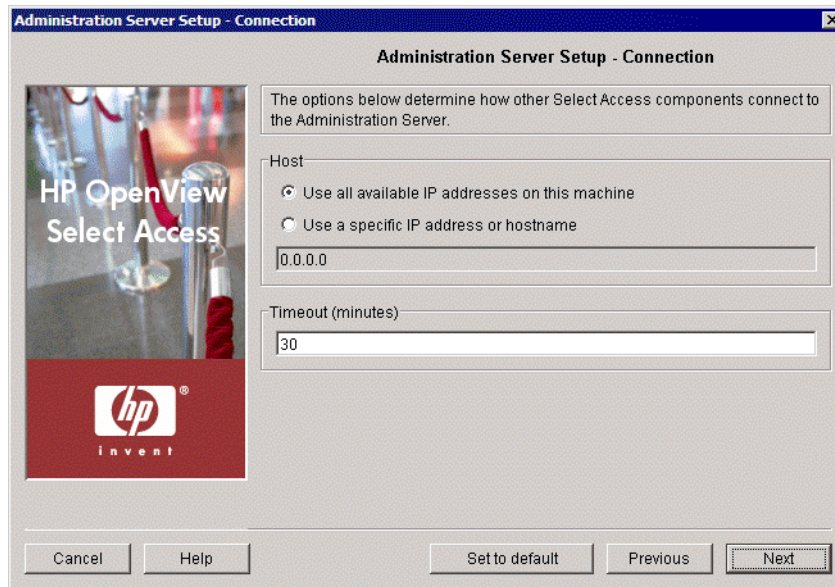 Administration Server Setup - Connection
Administration Server Setup - Connection
HP OpenView
Select Access
hp
®
invent
The options below determine how other Select Access components connect to
the Administration Server.
Host
Use all available IP addresses on this machine
Use a specific IP address or hostname
0.0.0.0
Timeout (minutes)
30
Cancel
Help
Set to default
Previous
Next